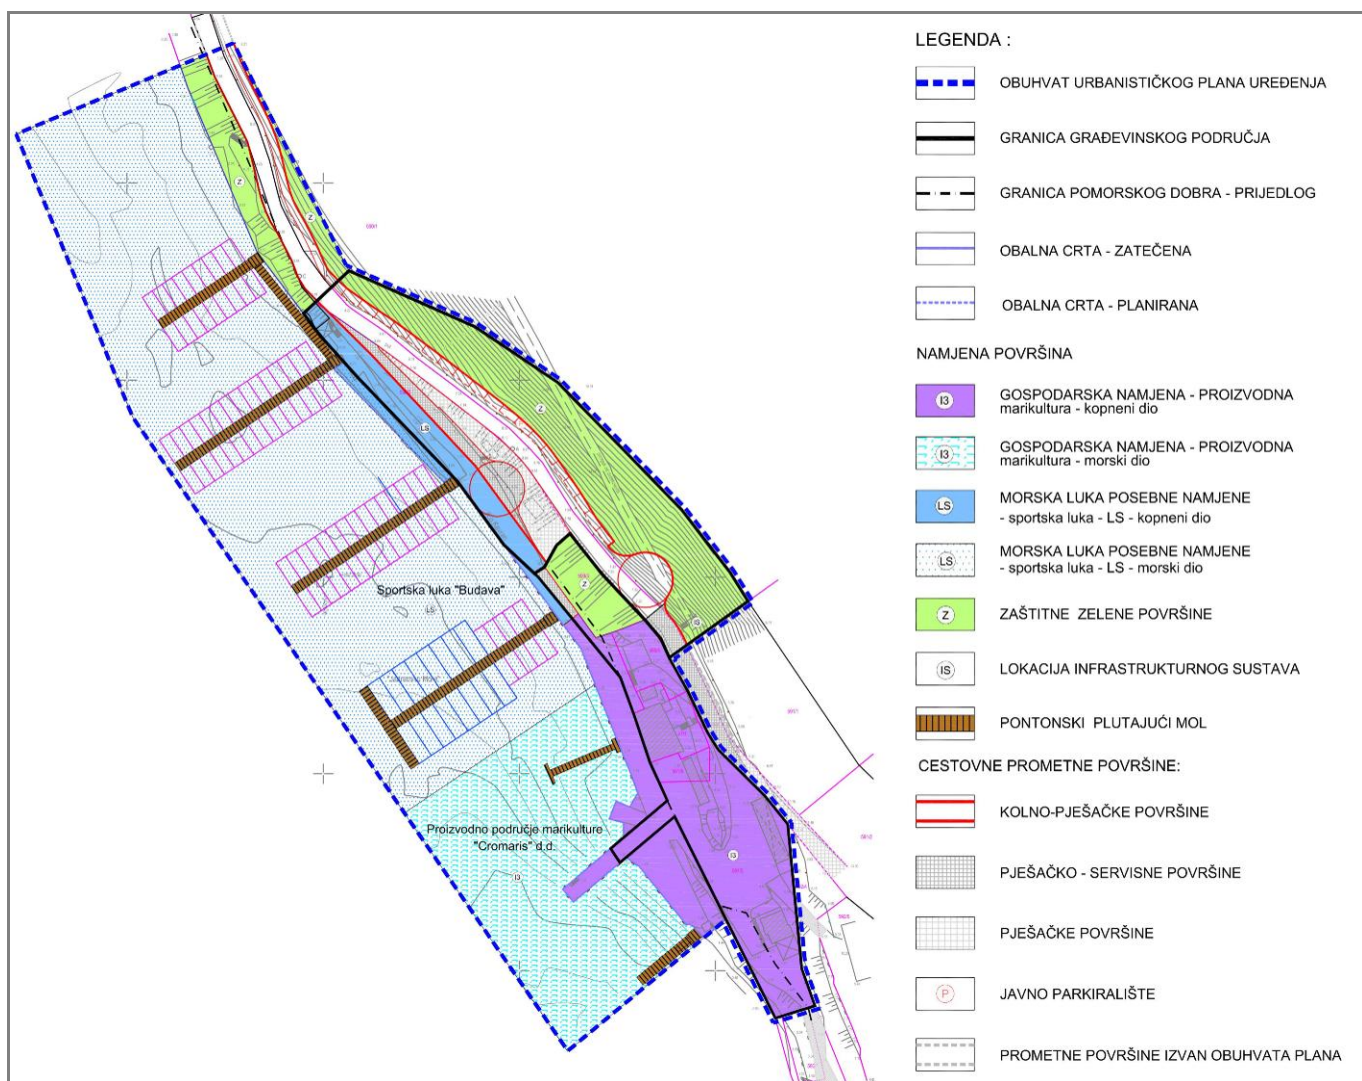 LEGENDA :
OBUHVAT URBANISTIČKOG PLANA UREĐENJA
GRANICA GRAĐEVINSKOG PODRUČJA
GRANICA POMORSKOG DOBRA - PRIJEDLOG
OBALNA CRTA - ZATEČENA
OBALNA CRTA - PLANIRANA
NAMJENA POVRŠINA
I3
GOSPODARSKA NAMJENA - PROIZVODNA
marikultura - kopneni dio
I3
GOSPODARSKA NAMJENA - PROIZVODNA
marikultura - morski dio
LS
MORSKA LUKA POSEBNE NAMJENE
- sportska luka - LS - kopneni dio
LS
MORSKA LUKA POSEBNE NAMJENE
- sportska luka - LS - morski dio
Z
ZAŠTITNE ZELENE POVRŠINE
IS
LOKACIJA INFRASTRUKTURNOG SUSTAVA
PONTONSKI PLUTAJUĆI MOL
CESTOVNE PROMETNE POVRŠINE:
KOLNO-PJEŠAČKE POVRŠINE
PJEŠAČKO - SERVISNE POVRŠINE
PJEŠAČKE POVRŠINE
P
JAVNO PARKIRALIŠTE
PROMETNE POVRŠINE IZVAN OBUHVATA PLANA
Z
Z
Z
LS
Z
Sportska luka "Budava"
LS
IS
Proizvodno područje marikulture
"Cromaris" d.d.
I3
I3